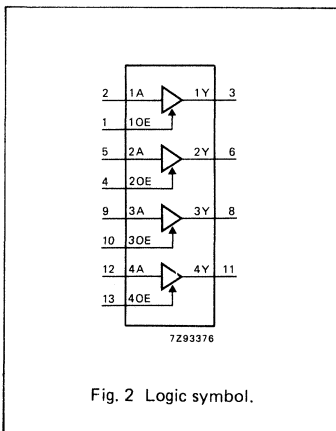 2 1A 1Y 3
1 1OE
5 2A 2Y 6
4 2OE
9 3A 3Y 8
10 3OE
12 4A 4Y 11
13 4OE
7Z93376
Fig. 2 Logic symbol.